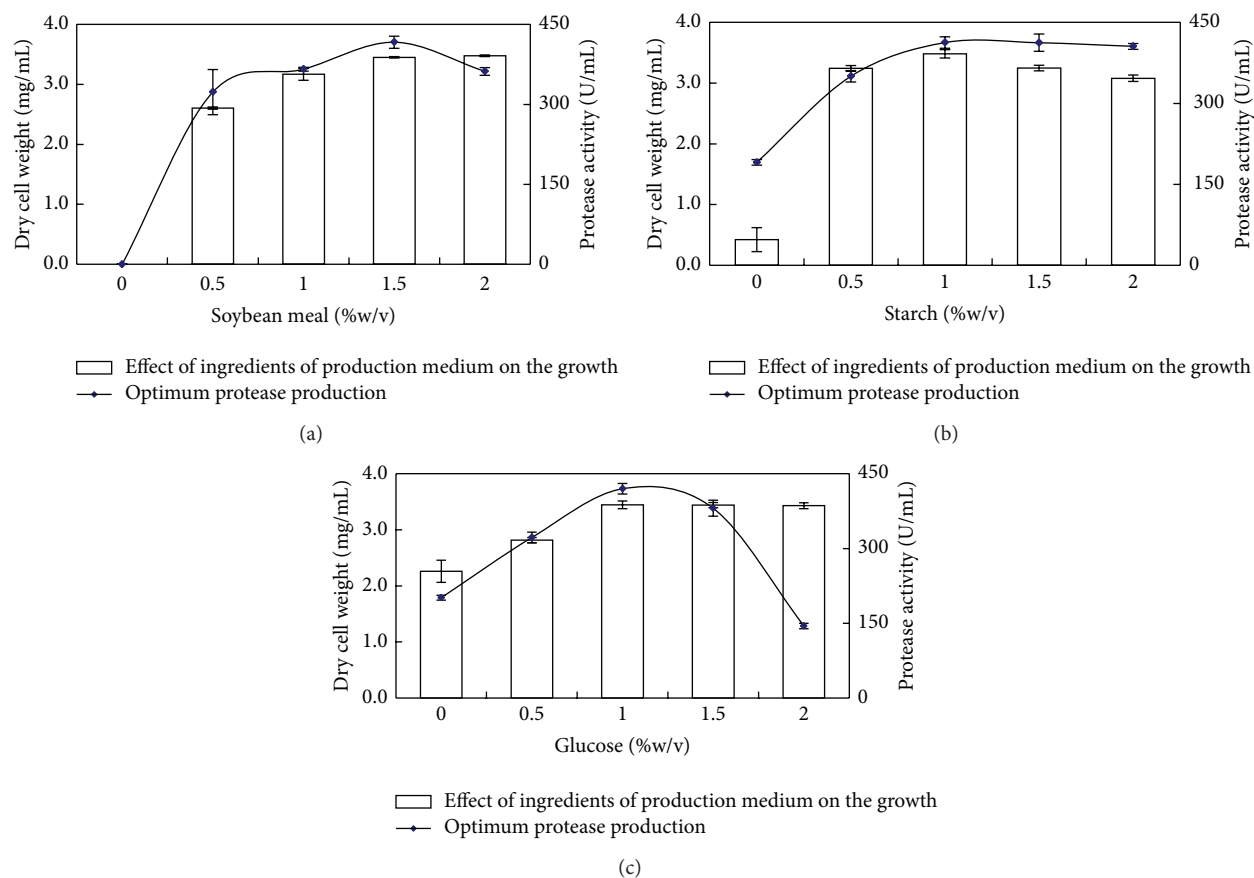 4.0
3.0
2.0
1.0
0.0
Dry cell weight (mg/mL)
450
300
150
0
Protease activity (U/mL)
0 0.5 1 1.5 2
Soybean meal (%w/v)
Effect of ingredients of production medium on the growth
Optimum protease production
(a)
4.0
3.0
2.0
1.0
0.0
Dry cell weight (mg/mL)
450
300
150
0
Protease activity (U/mL)
0 0.5 1 1.5 2
Starch (%w/v)
Effect of ingredients of production medium on the growth
Optimum protease production
(b)
4.0
3.0
2.0
1.0
0.0
Dry cell weight (mg/mL)
450
300
150
0
Protease activity (U/mL)
0 0.5 1 1.5 2
Glucose (%w/v)
Effect of ingredients of production medium on the growth
Optimum protease production
(c)